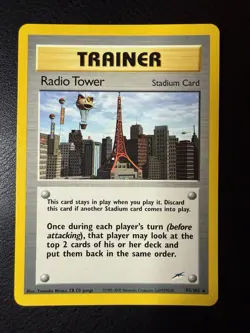 TRAINER
Radio Tower
Stadium Card
This card stays in play when you play it. Discard
this card if another Stadium card comes into play.
Once during each player's turn (before
attacking), that player may look at the
top 2 cards of his or her deck and
put them back in the same order.